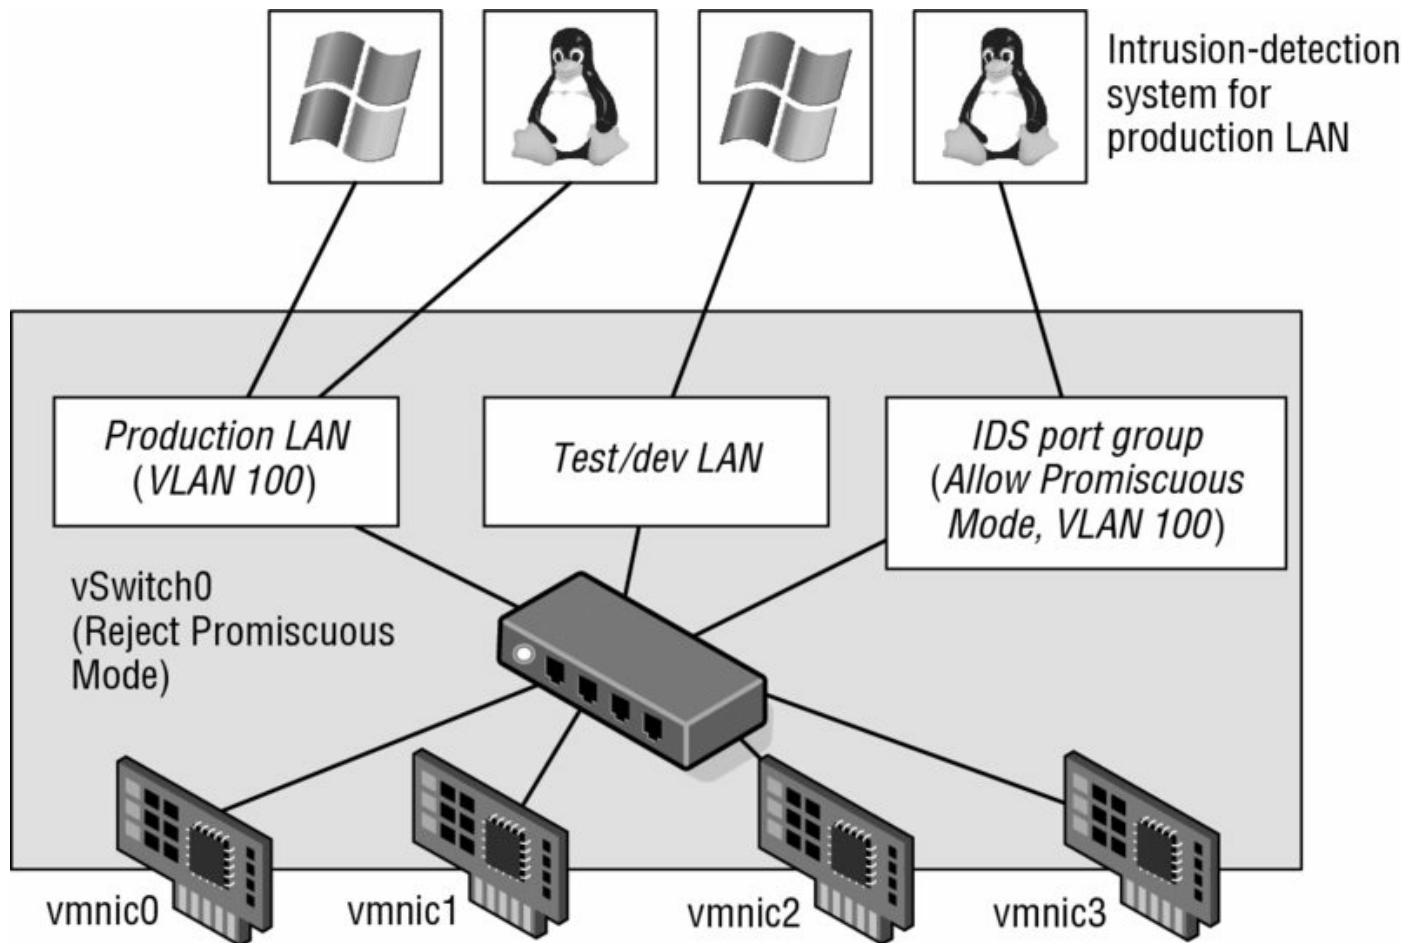 Intrusion-detection
system for
production LAN
Production LAN
(VLAN 100)
Test/dev LAN
IDS port group
(Allow Promiscuous
Mode, VLAN 100)
vSwitch0
(Reject Promiscuous
Mode)
vmnic0
vmnic1
vmnic2
vmnic3